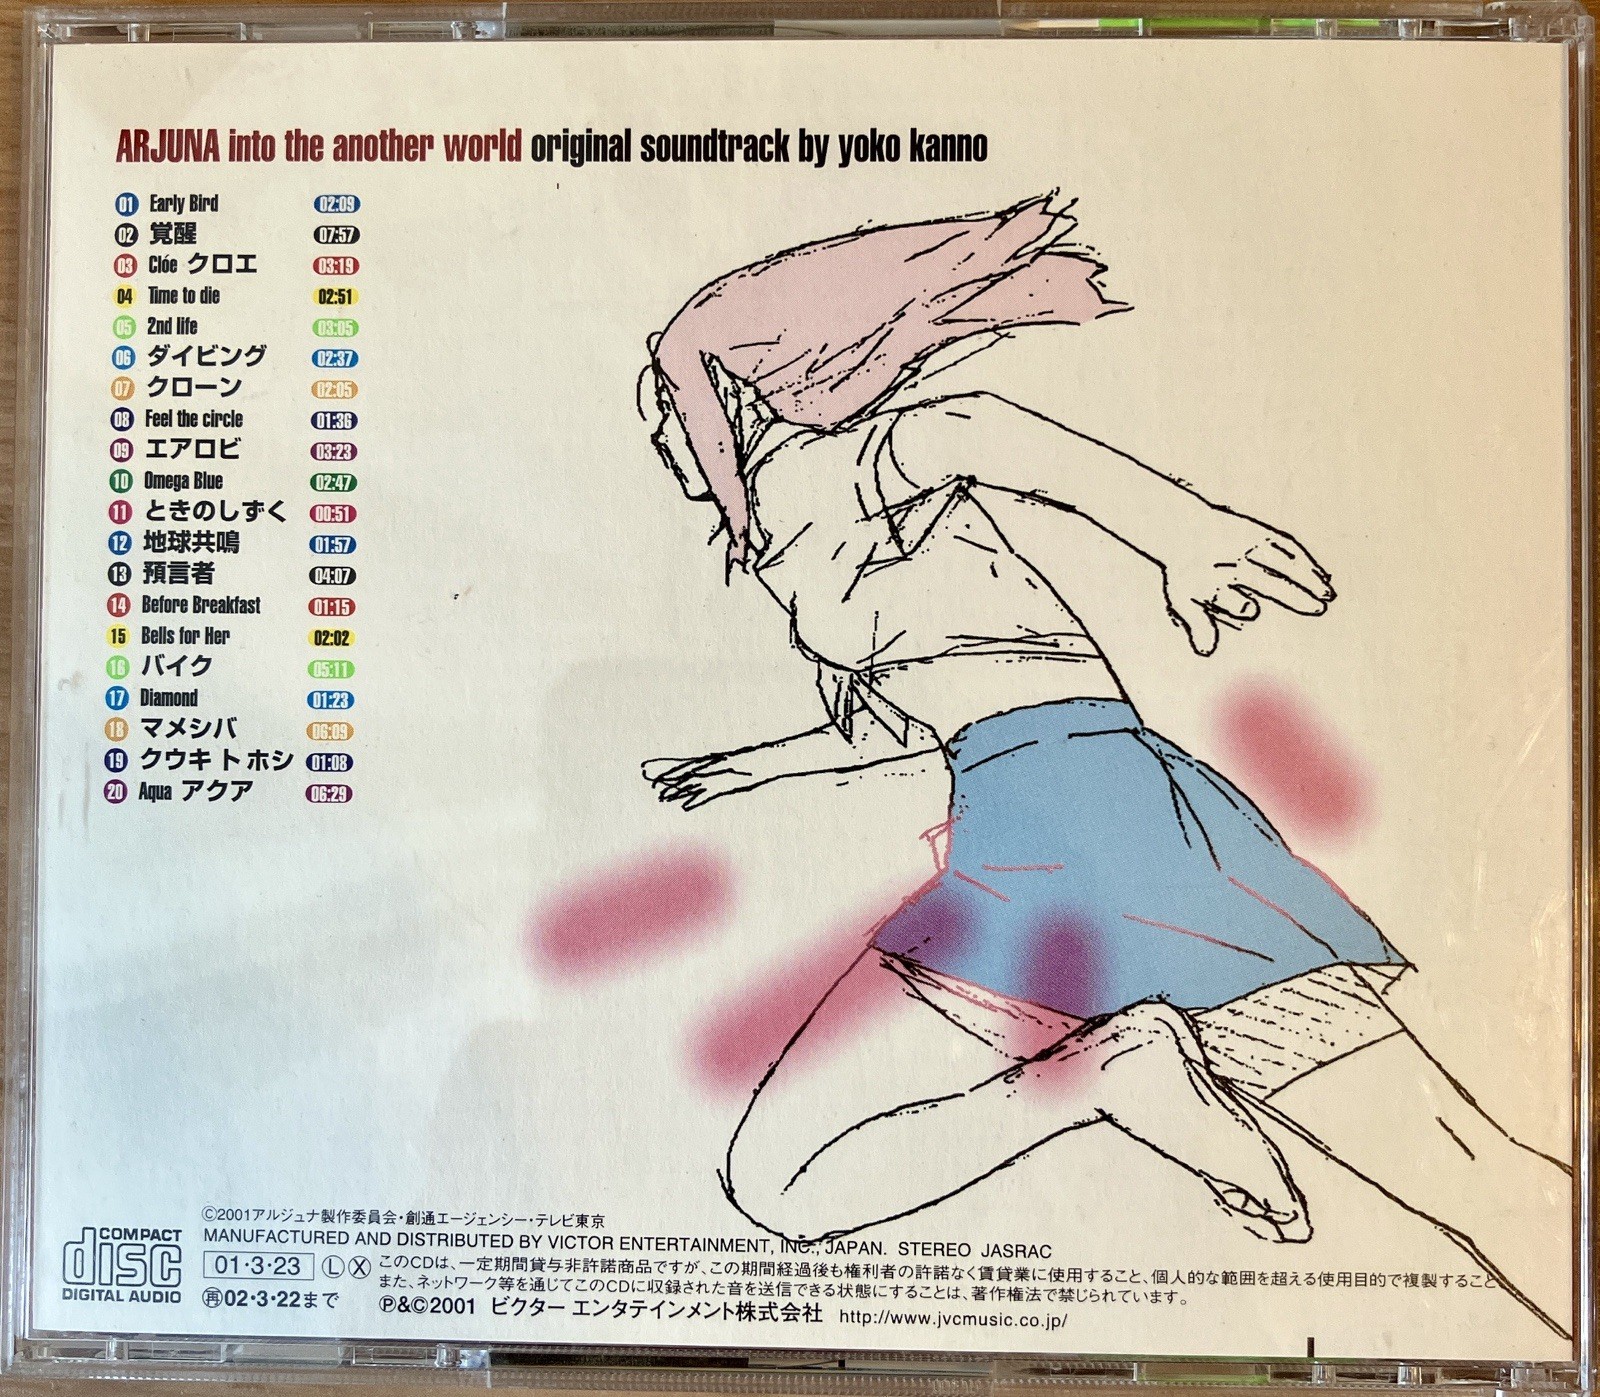 ARJUNA into the another world original soundtrack by yoko kanno
01 Early Bird 02:09
02 覚醒 07:57
03 Clóe クロエ 03:19
04 Time to die 02:51
05 2nd life 03:05
06 ダイビング 02:37
07 クローン 02:05
08 Feel the circle 01:36
09 エアロビ 03:23
10 Omega Blue 02:47
11 ときのしずく 00:51
12 地球共鳴 01:57
13 預言者 04:07
14 Before Breakfast 01:15
15 Bells for Her 02:02
16 バイク 05:11
17 Diamond 01:23
18 マメシバ 06:09
19 クウキ ト ホシ 01:08
20 Aqua アクア 06:29
COMPACT
disc
DIGITAL AUDIO
©2001アルジュナ製作委員会・創通エージェンシー・テレビ東京
MANUFACTURED AND DISTRIBUTED BY VICTOR ENTERTAINMENT, INC., JAPAN. STEREO JASRAC
01・3・23 Ⓛ Ⓧ このCDは、一定期間貸与非許諾商品ですが、この期間経過後も権利者の許諾なく賃貸業に使用すること、個人的な範囲を超える使用目的で複製すること、
また、ネットワーク等を通じてこのCDに収録された音を送信できる状態にすることは、著作権法で禁じられています。
再02・3・22まで ℗&©2001 ビクター エンタテインメント株式会社 http://www.jvcmusic.co.jp/